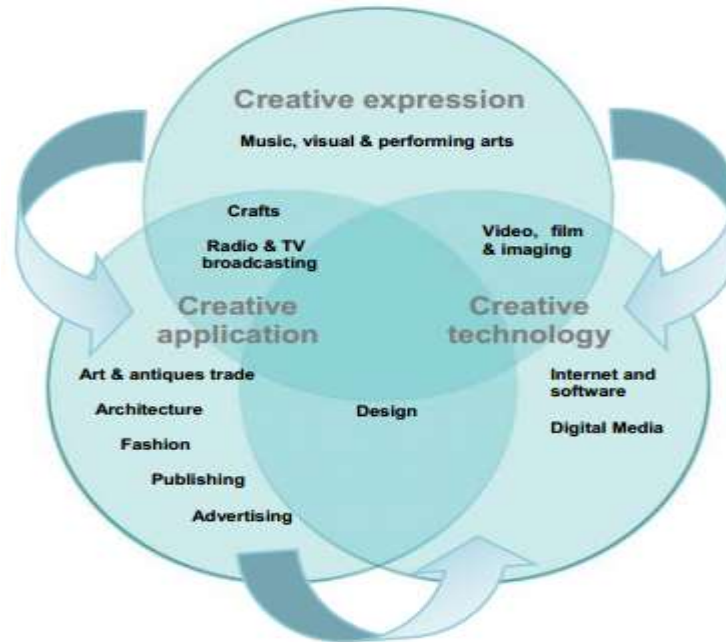 Creative expression
Music, visual & performing arts
Crafts
Radio & TV
broadcasting
Video, film
& imaging
Creative
application
Creative
technology
Art & antiques trade
Architecture
Fashion
Publishing
Advertising
Design
Internet and
software
Digital Media